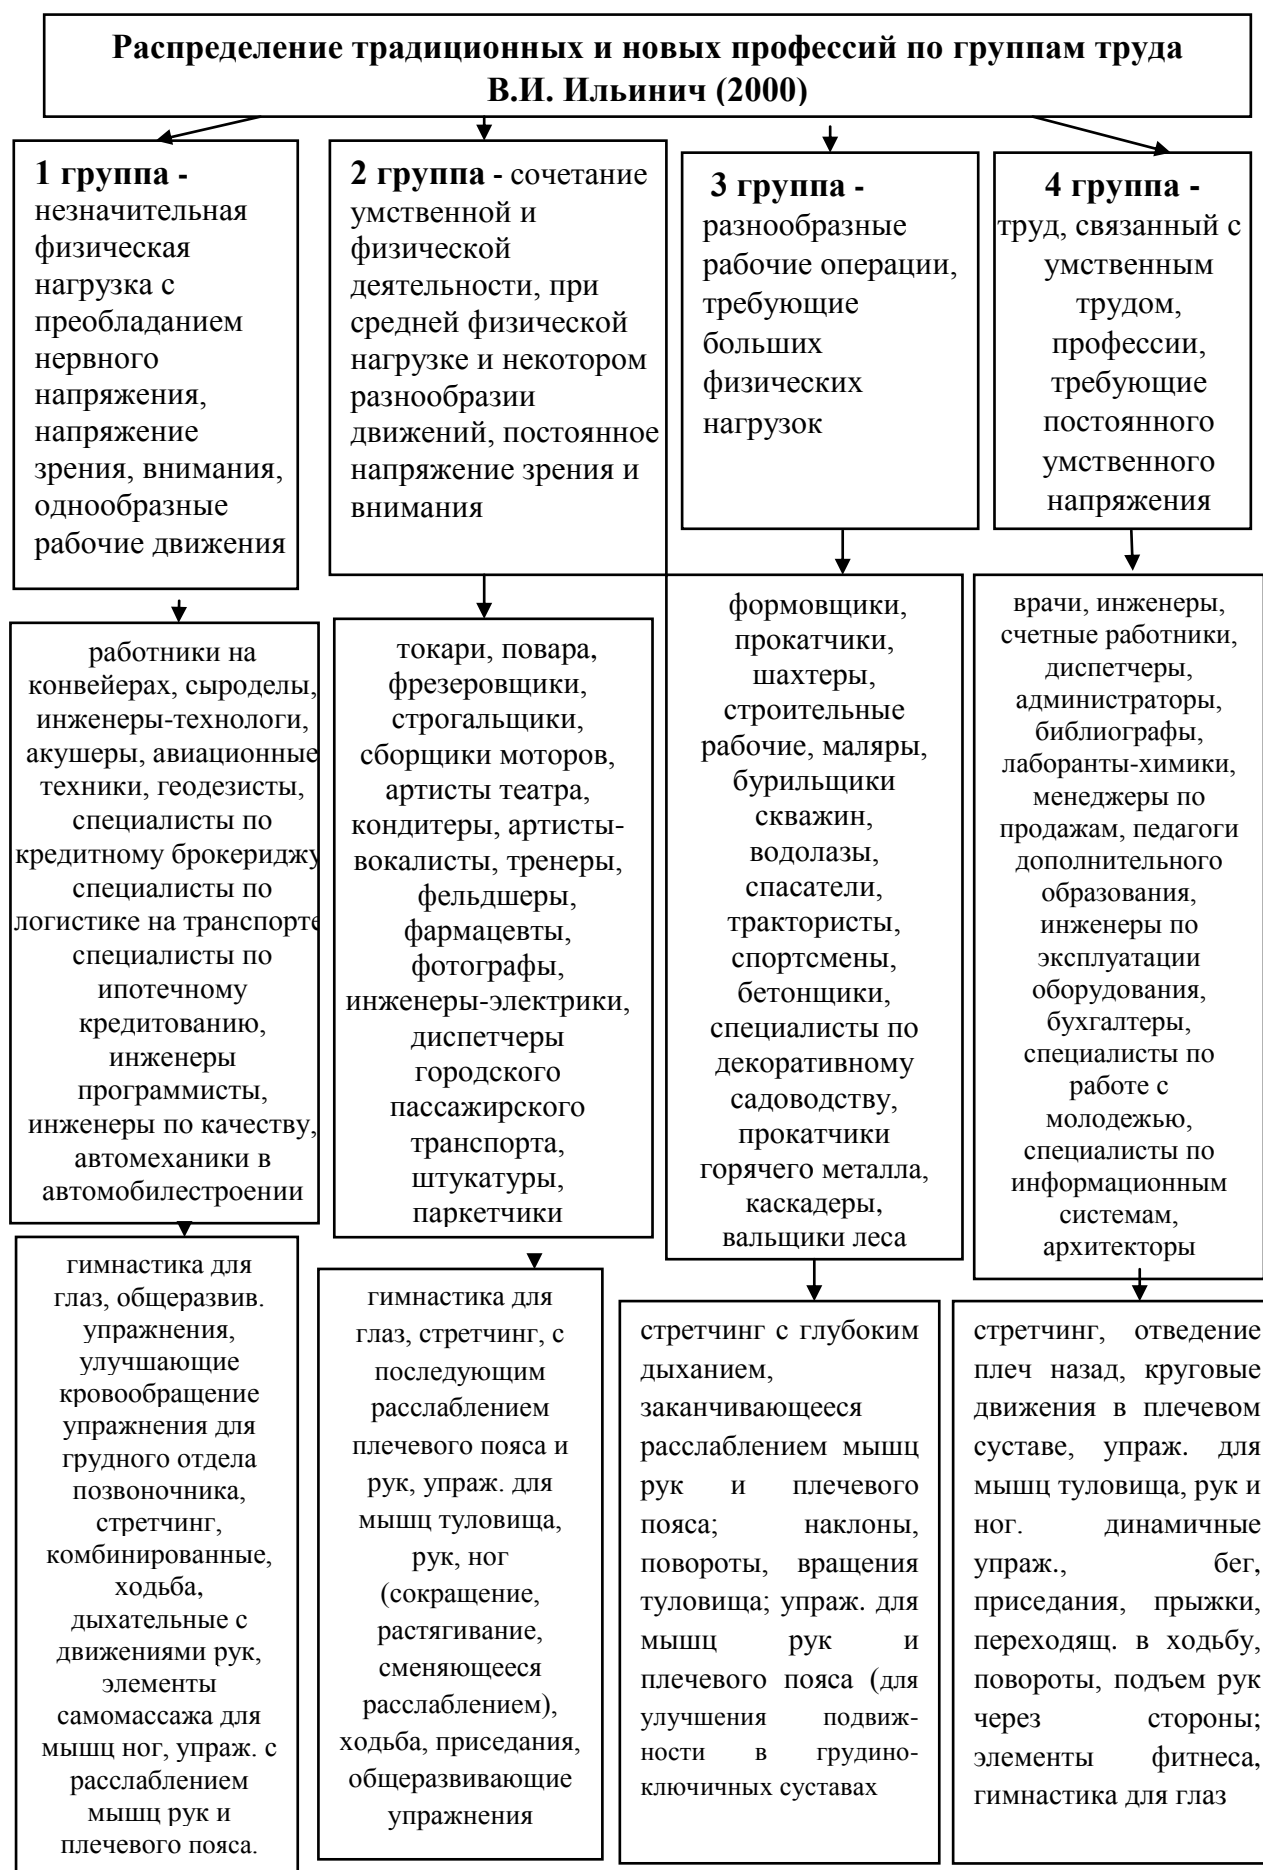 Распределение традиционных и новых профессий по группам труда
В.И. Ильинич (2000)
1 группа -
незначительная
физическая
нагрузка с
преобладанием
нервного
напряжения,
напряжение
зрения, внимания,
однообразные
рабочие движения
2 группа - сочетание
умственной и
физической
деятельности, при
средней физической
нагрузке и некотором
разнообразии
движений, постоянное
напряжение зрения и
внимания
3 группа -
разнообразные
рабочие операции,
требующие
больших
физических
нагрузок
4 группа -
труд, связанный с
умственным
трудом,
профессии,
требующие
постоянного
умственного
напряжения
работники на
конвейерах, сыроделы,
инженеры-технологи,
акушеры, авиационные
техники, геодезисты,
специалисты по
кредитному брокериджу
специалисты по
логистике на транспорте
специалисты по
ипотечному
кредитованию,
инженеры
программисты,
инженеры по качеству,
автомеханики в
автомобилестроении
токари, повара,
фрезеровщики,
строгальщики,
сборщики моторов,
артисты театра,
кондитеры, артисты-
вокалисты, тренеры,
фельдшеры,
фармацевты,
фотографы,
инженеры-электрики,
диспетчеры
городского
пассажирского
транспорта,
штукатуры,
паркетчики
формовщики,
прокатчики,
шахтеры,
строительные
рабочие, маляры,
бурильщики
скважин,
водолазы,
спасатели,
трактористы,
спортсмены,
бетонщики,
специалисты по
декоративному
садоводству,
прокатчики
горячего металла,
каскадеры,
вальщики леса
врачи, инженеры,
счетные работники,
диспетчеры,
администраторы,
библиографы,
лаборанты-химики,
менеджеры по
продажам, педагоги
дополнительного
образования,
инженеры по
эксплуатации
оборудования,
бухгалтеры,
специалисты по
работе с
молодежью,
специалисты по
информационным
системам,
архитекторы
гимнастика для
глаз, общеразвив.
упражнения,
улучшающие
кровообращение
упражнения для
грудного отдела
позвоночника,
стретчинг,
комбинированные,
ходьба,
дыхательные с
движениями рук,
элементы
самомассажа для
мышц ног, упраж. с
расслаблением
мышц рук и
плечевого пояса.
гимнастика для
глаз, стретчинг, с
последующим
расслаблением
плечевого пояса и
рук, упраж. для
мышц туловища,
рук, ног
(сокращение,
растягивание,
сменяющееся
расслаблением),
ходьба, приседания,
общеразвивающие
упражнения
стретчинг с глубоким
дыханием,
заканчивающееся
расслаблением мышц
рук и плечевого
пояса; наклоны,
повороты, вращения
туловища; упраж. для
мышц рук и
плечевого пояса (для
улучшения подвиж-
ности в грудино-
ключичных суставах
стретчинг, отведение
плеч назад, круговые
движения в плечевом
суставе, упраж. для
мышц туловища, рук и
ног. динамичные
упраж., бег,
приседания, прыжки,
переходящ. в ходьбу,
повороты, подъем рук
через стороны;
элементы фитнеса,
гимнастика для глаз